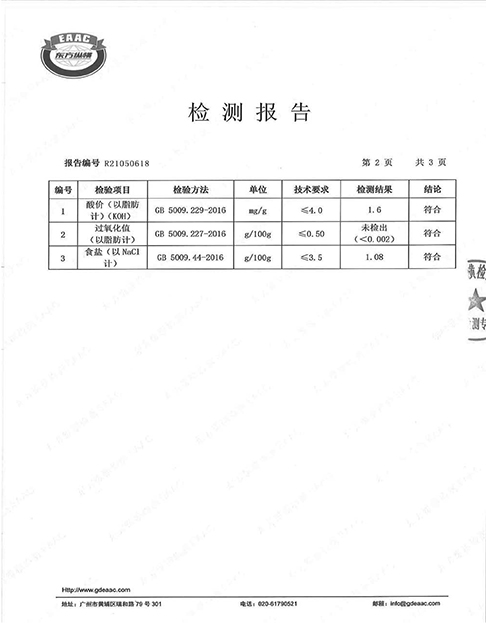 EAAC
东方纵横
检测报告
报告编号 R21050618 第 2 页 共 3 页
编号 检验项目 检验方法 单位 技术要求 检测结果 结论
1 酸价（以脂肪计）(KOH) GB 5009.229-2016 mg/g ≤4.0 1.6 符合
2 过氧化值（以脂肪计） GB 5009.227-2016 g/100g ≤0.50 未检出（<0.002） 符合
3 食盐（以 NaCl 计） GB 5009.44-2016 g/100g ≤3.5 1.08 符合
测专
Http://www.gdeaac.com
地址：广州市黄埔区瑞和路 79 号 301 电话：020-61790521 邮箱：info@gdeaac.com